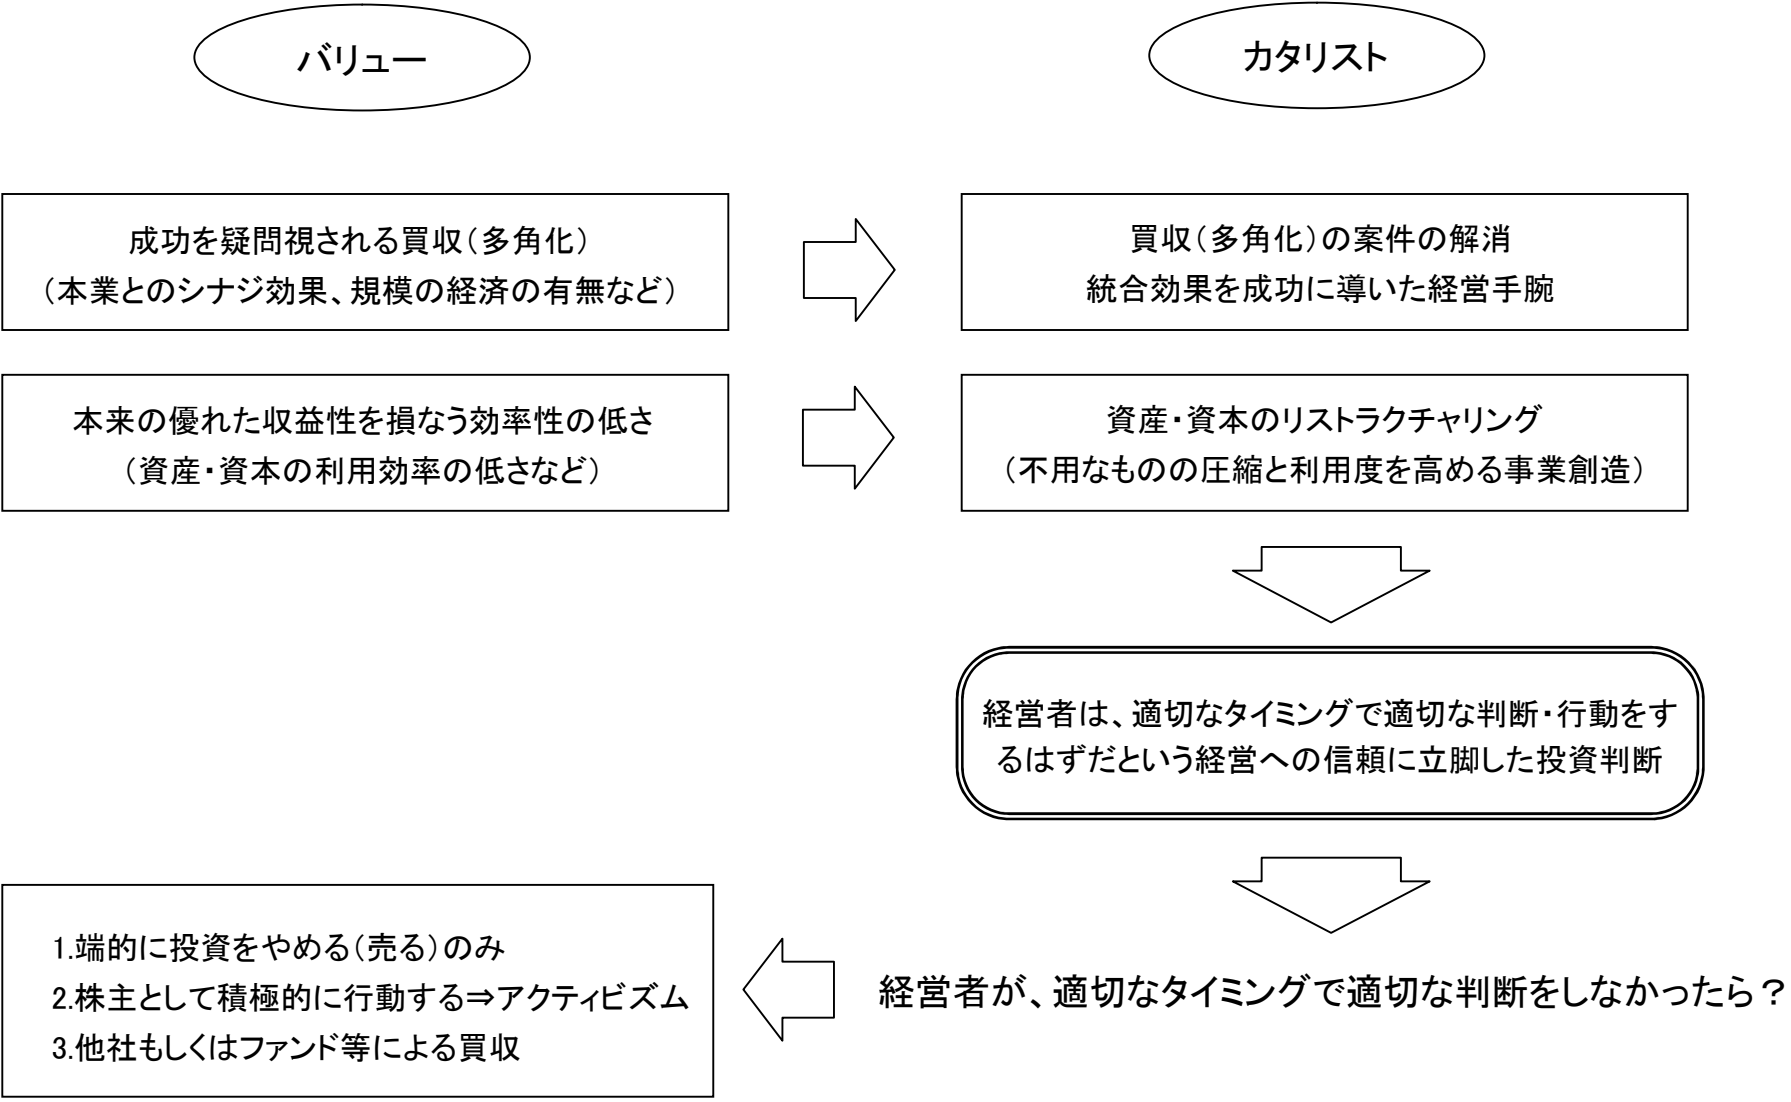 バリュー
カタリスト
成功を疑問視される買収（多角化）
（本業とのシナジ効果、規模の経済の有無など）
買収（多角化）の案件の解消
統合効果を成功に導いた経営手腕
本来の優れた収益性を損なう効率性の低さ
（資産・資本の利用効率の低さなど）
資産・資本のリストラクチャリング
（不用なものの圧縮と利用度を高める事業創造）
経営者は、適切なタイミングで適切な判断・行動をす
るはずだという経営への信頼に立脚した投資判断
経営者が、適切なタイミングで適切な判断をしなかったら？
1.端的に投資をやめる（売る）のみ
2.株主として積極的に行動する⇒アクティビズム
3.他社もしくはファンド等による買収